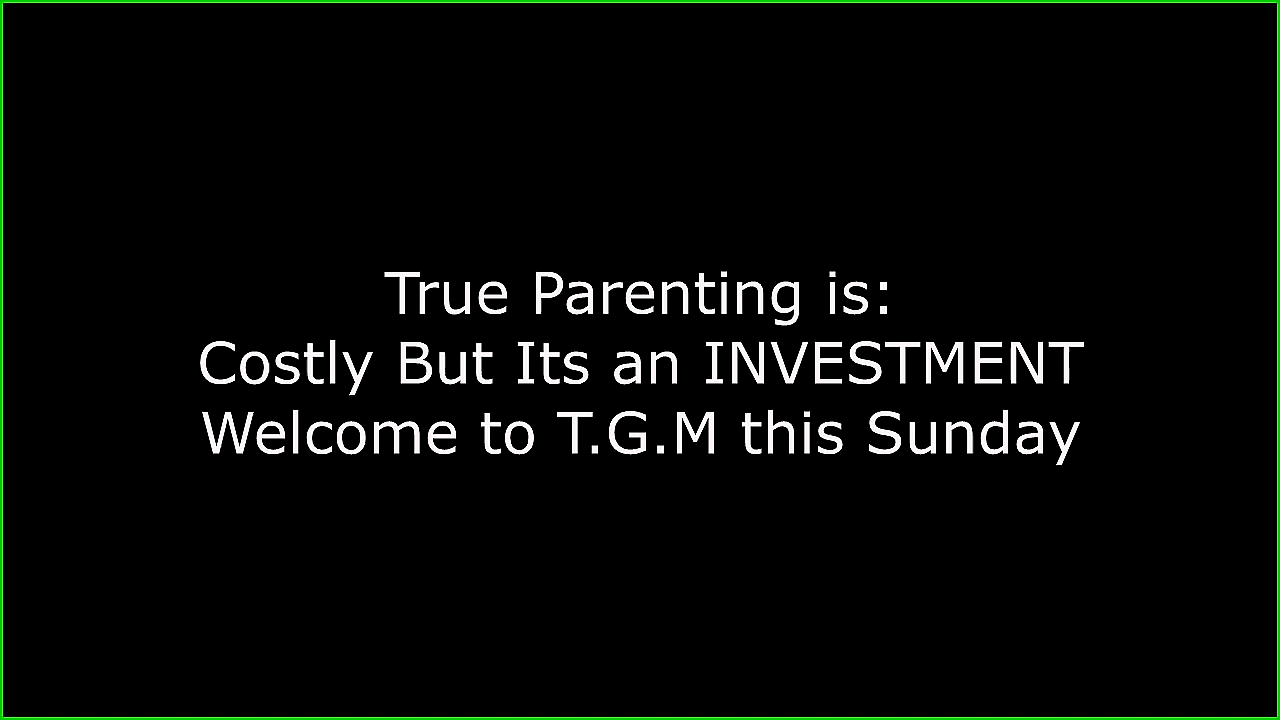 True Parenting is:
Costly But Its an INVESTMENT
Welcome to T.G.M this Sunday